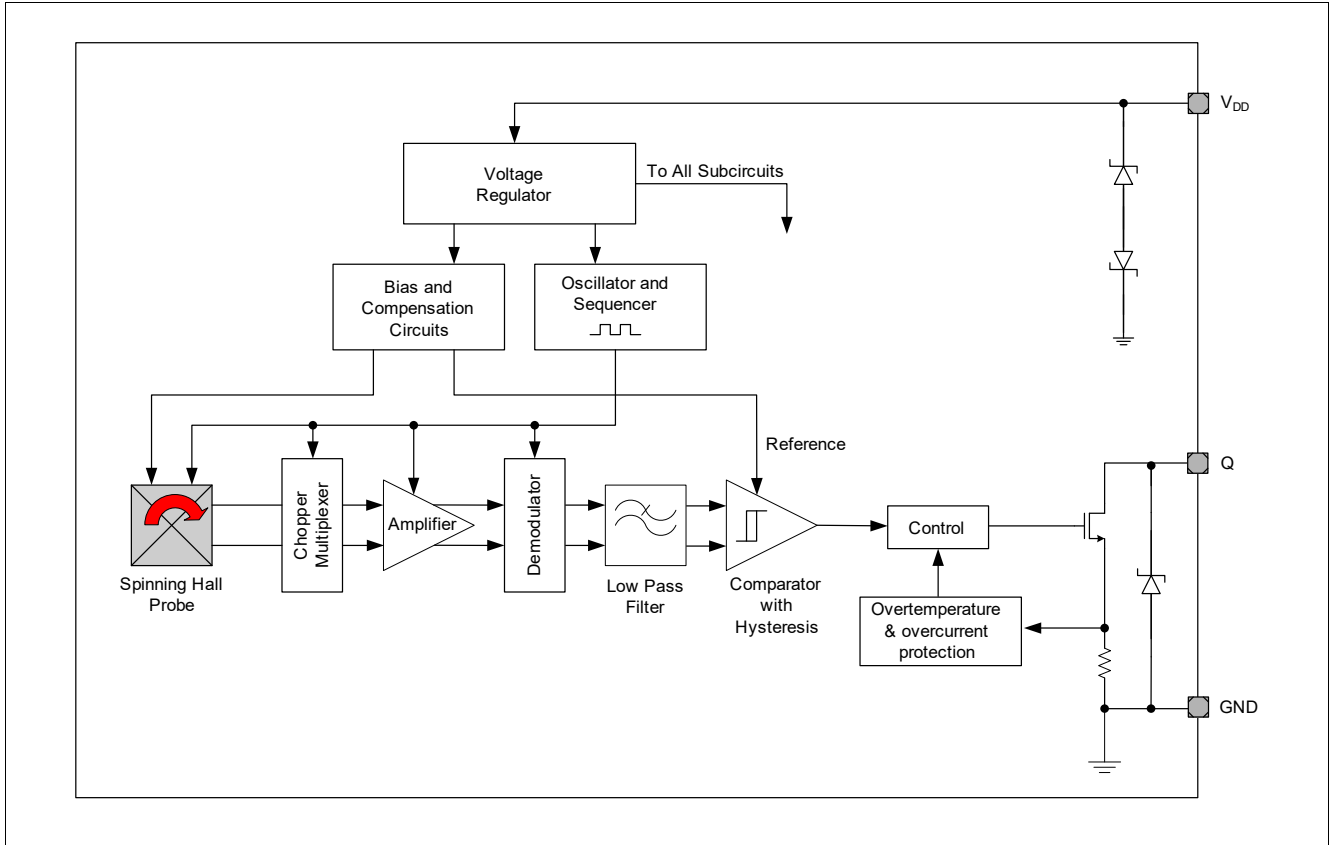 V_DD
Voltage
Regulator
To All Subcircuits
Bias and
Compensation
Circuits
Oscillator and
Sequencer
Reference
Q
Spinning Hall
Probe
Chopper
Multiplexer
Amplifier
Demodulator
Low Pass
Filter
Comparator
with
Hysteresis
Control
Overtemperature
& overcurrent
protection
GND